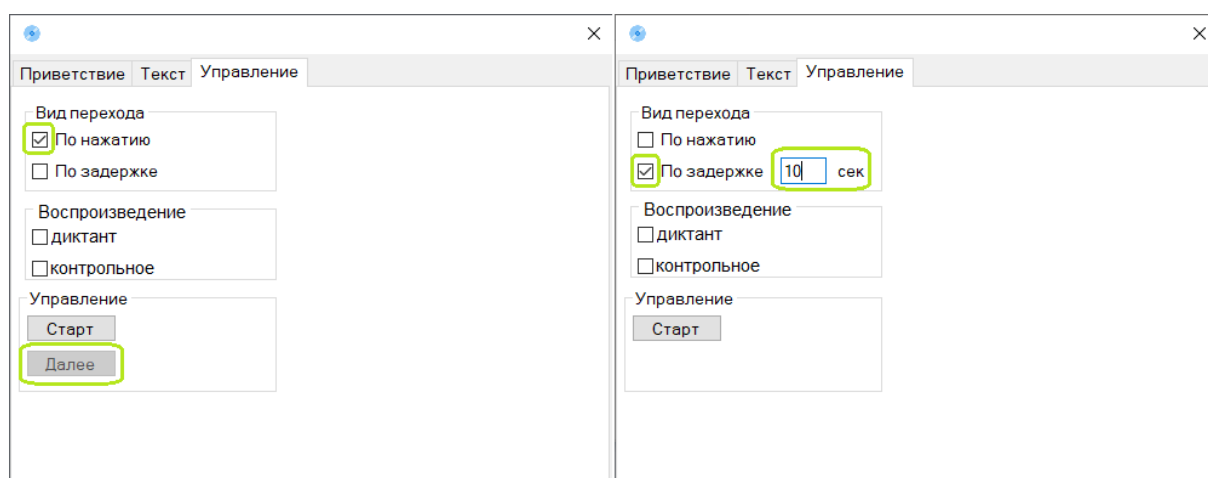 Приветствие Текст Управление
Вид перехода
По нажатию
По задержке
Воспроизведение
диктант
контрольное
Управление
Старт
Далее
Приветствие Текст Управление
Вид перехода
По нажатию
По задержке 10 сек
Воспроизведение
диктант
контрольное
Управление
Старт